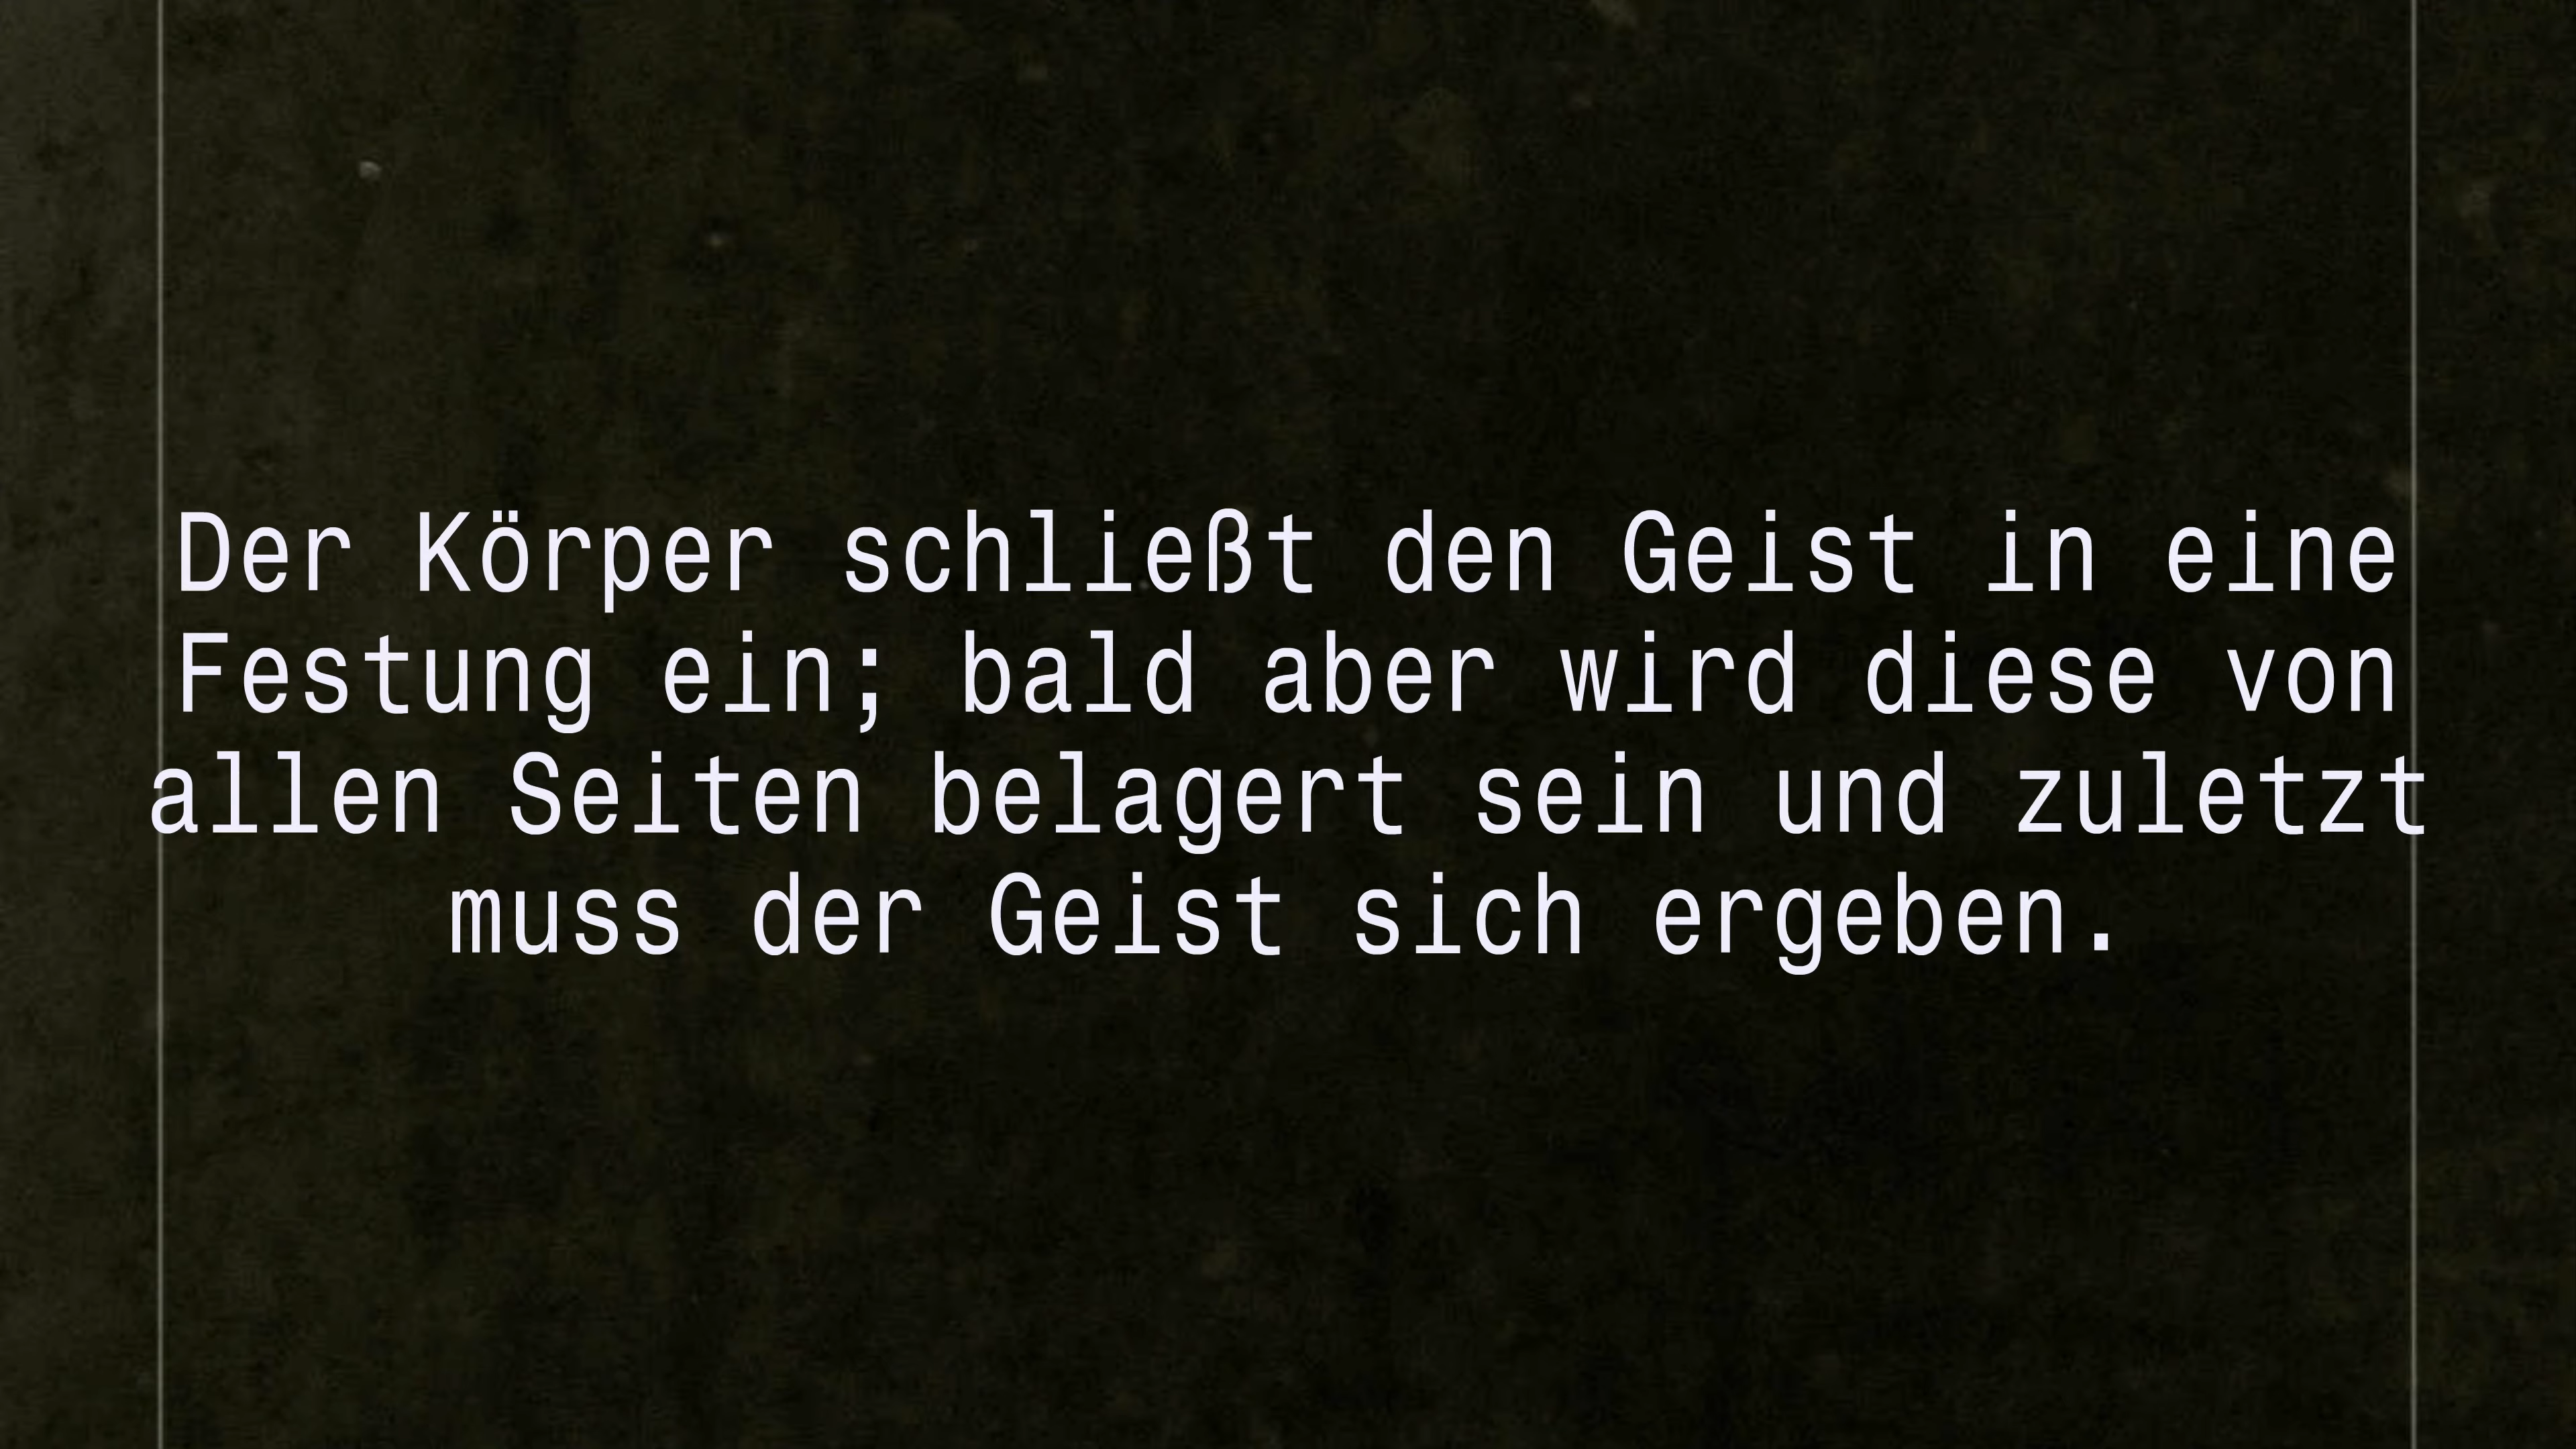 Der Körper schließt den Geist in eine
Festung ein; bald aber wird diese von
allen Seiten belagert sein und zuletzt
muss der Geist sich ergeben.